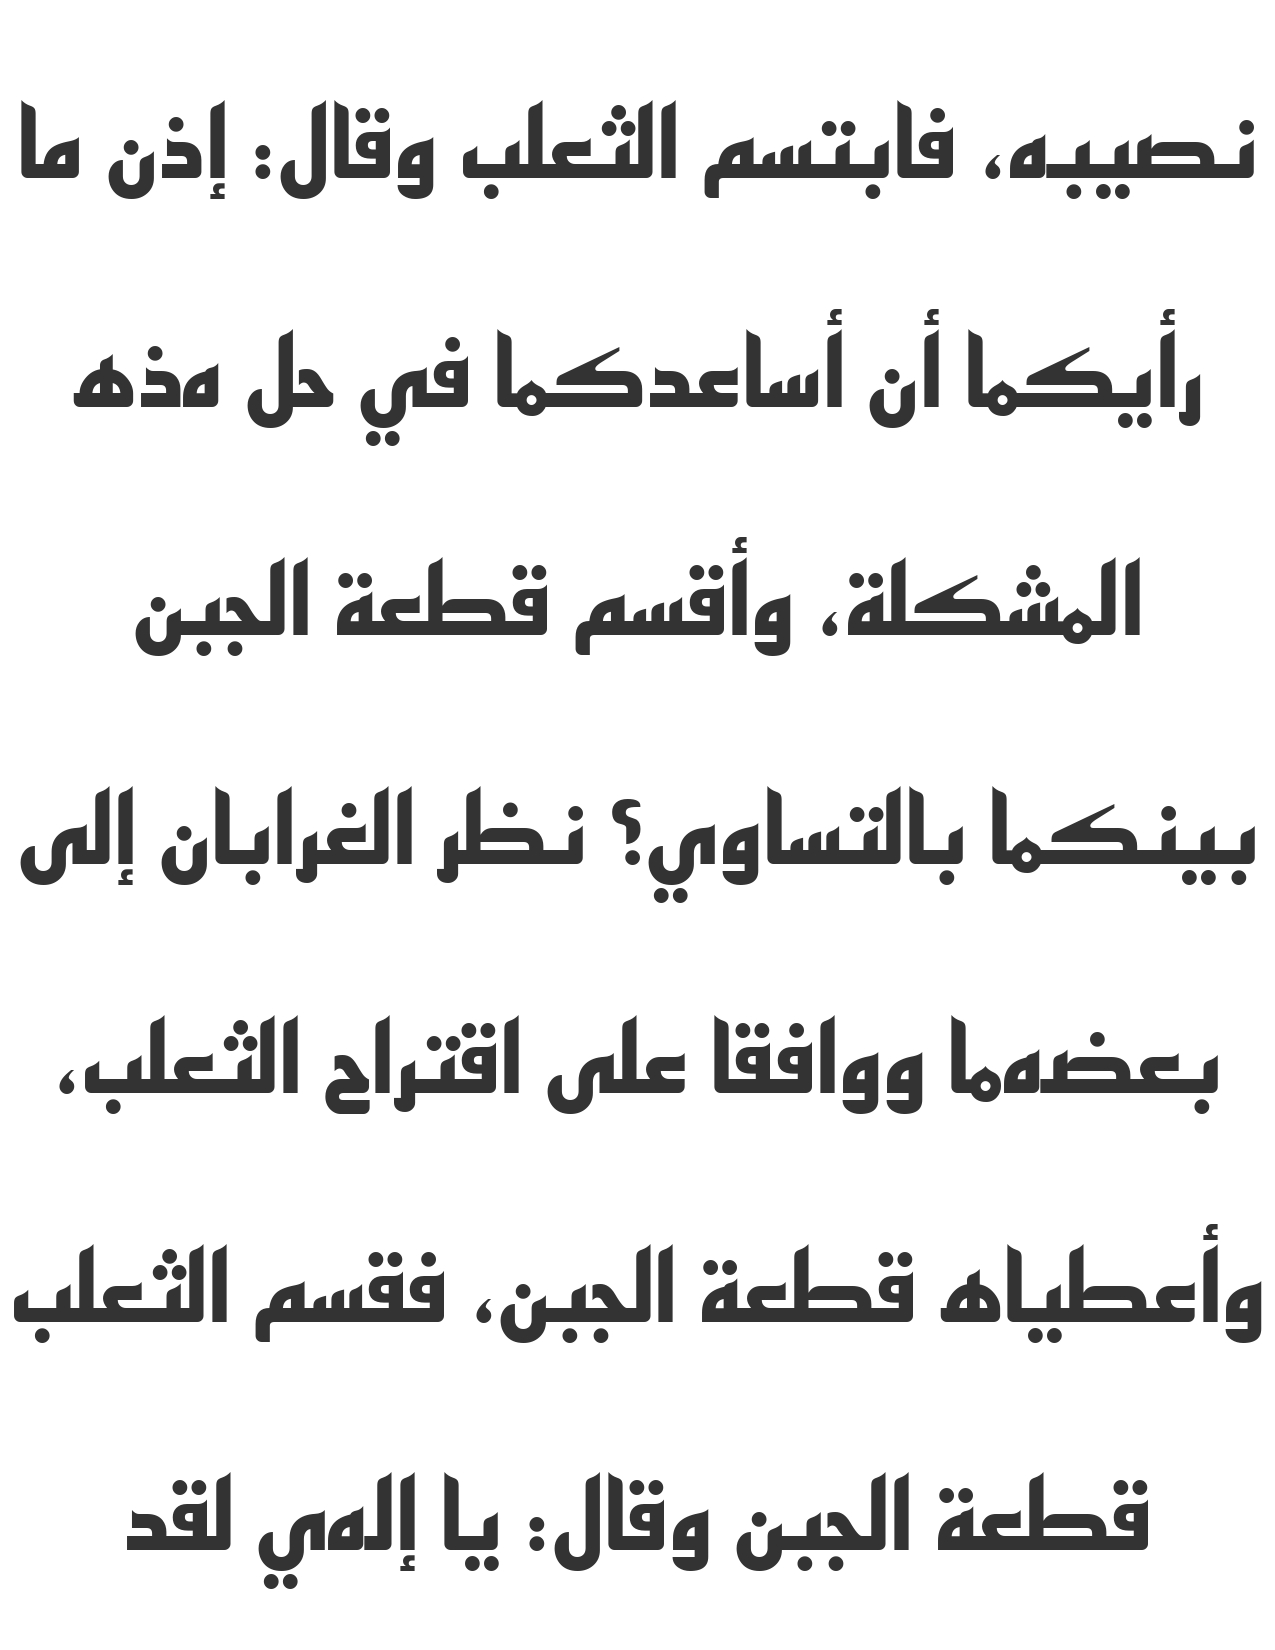 نصيبه، فابتسم الثعلب وقال: إذن ما
رأيكما أن أساعدكما في حل هذه
المشكلة، وأقسم قطعة الجبن
بينكما بالتساوي؟ نظر الغرابان إلى
بعضهما ووافقا على اقتراح الثعلب،
وأعطياه قطعة الجبن، فقسم الثعلب
قطعة الجبن وقال: يا إلهي لقد